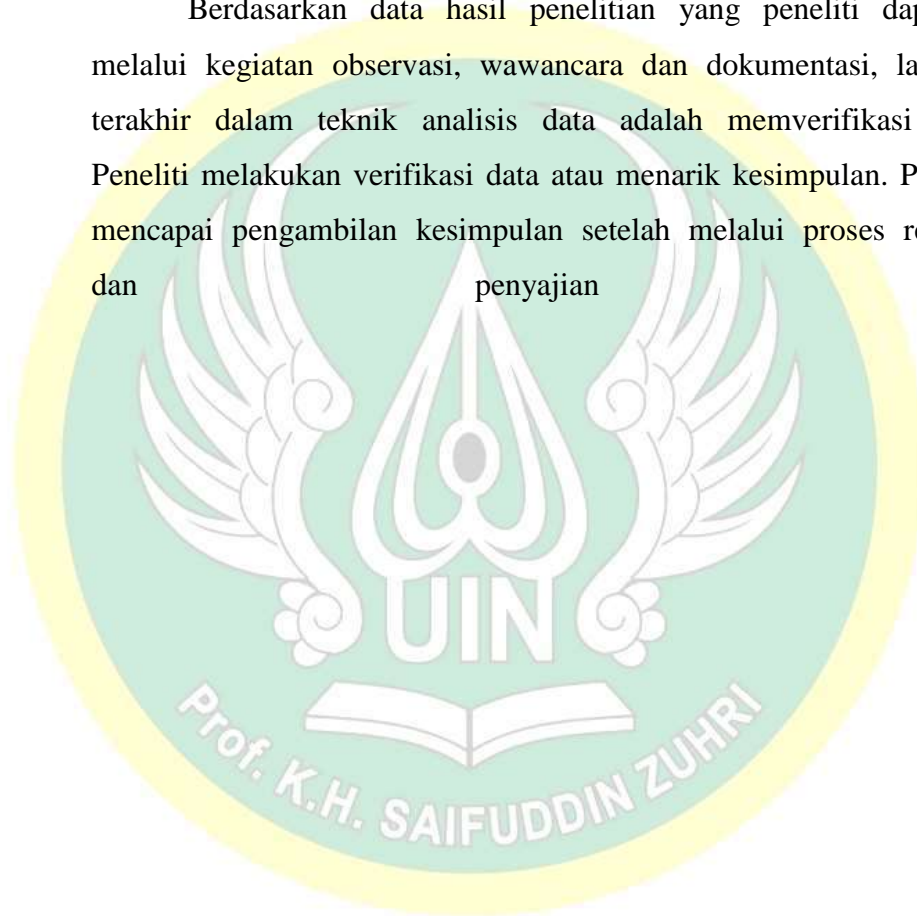 Berdasarkan data hasil penelitian yang peneliti
melalui kegiatan observasi, wawancara dan dokumentasi,
terakhir dalam teknik analisis data adalah memverifikasi
Peneliti melakukan verifikasi data atau menarik kesimpulan.
mencapai pengambilan kesimpulan setelah melalui proses
dan penyajian
UIN
Prof. K.H. SAIFUDDIN ZUHRI